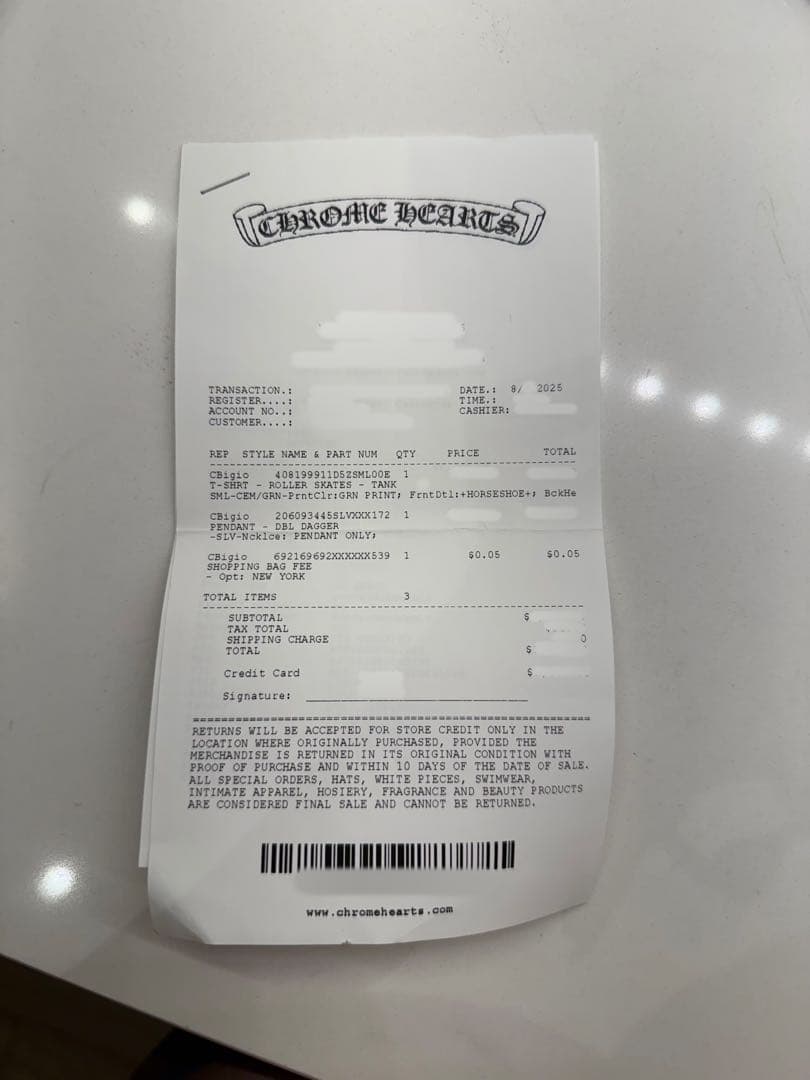 CHROME HEARTS
TRANSACTION.:
DATE.: 8/ 2025
REGISTER....:
TIME.:
ACCOUNT NO..:
CASHIER:
CUSTOMER....:
REP STYLE NAME & PART NUM QTY PRICE TOTAL
CBigio 408199911D5ZSML00E 1
T-SHRT - ROLLER SKATES - TANK
SML-CEM/GRN-PrntClr:GRN PRINT; FrntDtl:+HORSESHOE+; BckHe
CBigio 206093445SLVXXX172 1
PENDANT - DBL DAGGER
-SLV-Ncklce: PENDANT ONLY;
CBigio 692169692XXXXXX539 1 $0.05 $0.05
SHOPPING BAG FEE
- Opt: NEW YORK
TOTAL ITEMS 3
SUBTOTAL $
TAX TOTAL
SHIPPING CHARGE 0
TOTAL $
Credit Card $
Signature:
RETURNS WILL BE ACCEPTED FOR STORE CREDIT ONLY IN THE
LOCATION WHERE ORIGINALLY PURCHASED, PROVIDED THE
MERCHANDISE IS RETURNED IN ITS ORIGINAL CONDITION WITH
PROOF OF PURCHASE AND WITHIN 10 DAYS OF THE DATE OF SALE.
ALL SPECIAL ORDERS, HATS, WHITE PIECES, SWIMWEAR,
INTIMATE APPAREL, HOSIERY, FRAGRANCE AND BEAUTY PRODUCTS
ARE CONSIDERED FINAL SALE AND CANNOT BE RETURNED.
www.chromehearts.com